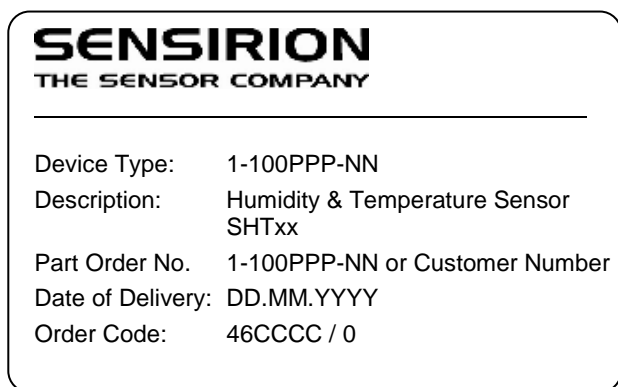 SENSIRION
THE SENSOR COMPANY
Device Type: 1-100PPP-NN
Description: Humidity & Temperature Sensor
SHTxx
Part Order No. 1-100PPP-NN or Customer Number
Date of Delivery: DD.MM.YYYY
Order Code: 46CCCC / 0